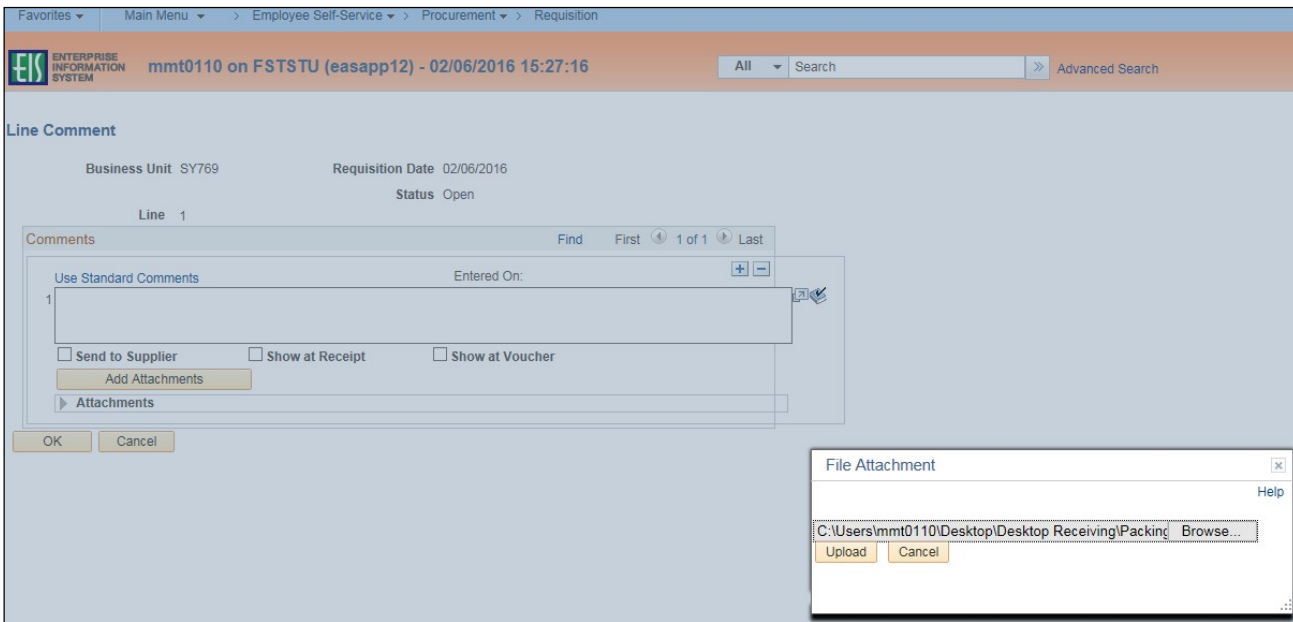 Favorites Main Menu > Employee Self-Service > Procurement > Requisition
EIS ENTERPRISE INFORMATION SYSTEM
mmt0110 on FSTSTU (easapp12) - 02/06/2016 15:27:16
All Search » Advanced Search
Line Comment
Business Unit SY769 Requisition Date 02/06/2016
Status Open
Line 1
Comments Find First 1 of 1 Last
Use Standard Comments Entered On:
1
Send to Supplier Show at Receipt Show at Voucher
Add Attachments
Attachments
OK Cancel
File Attachment
Help
C:\Users\mmt0110\Desktop\Desktop Receiving\Packing Browse...
Upload Cancel